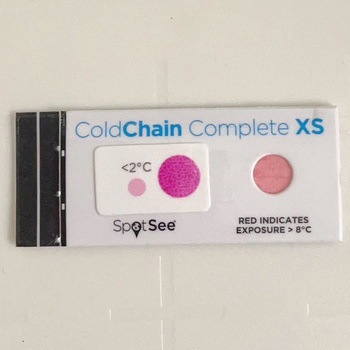 ColdChain Complete XS
<2°C
SpotSee
RED INDICATES
EXPOSURE > 8°C